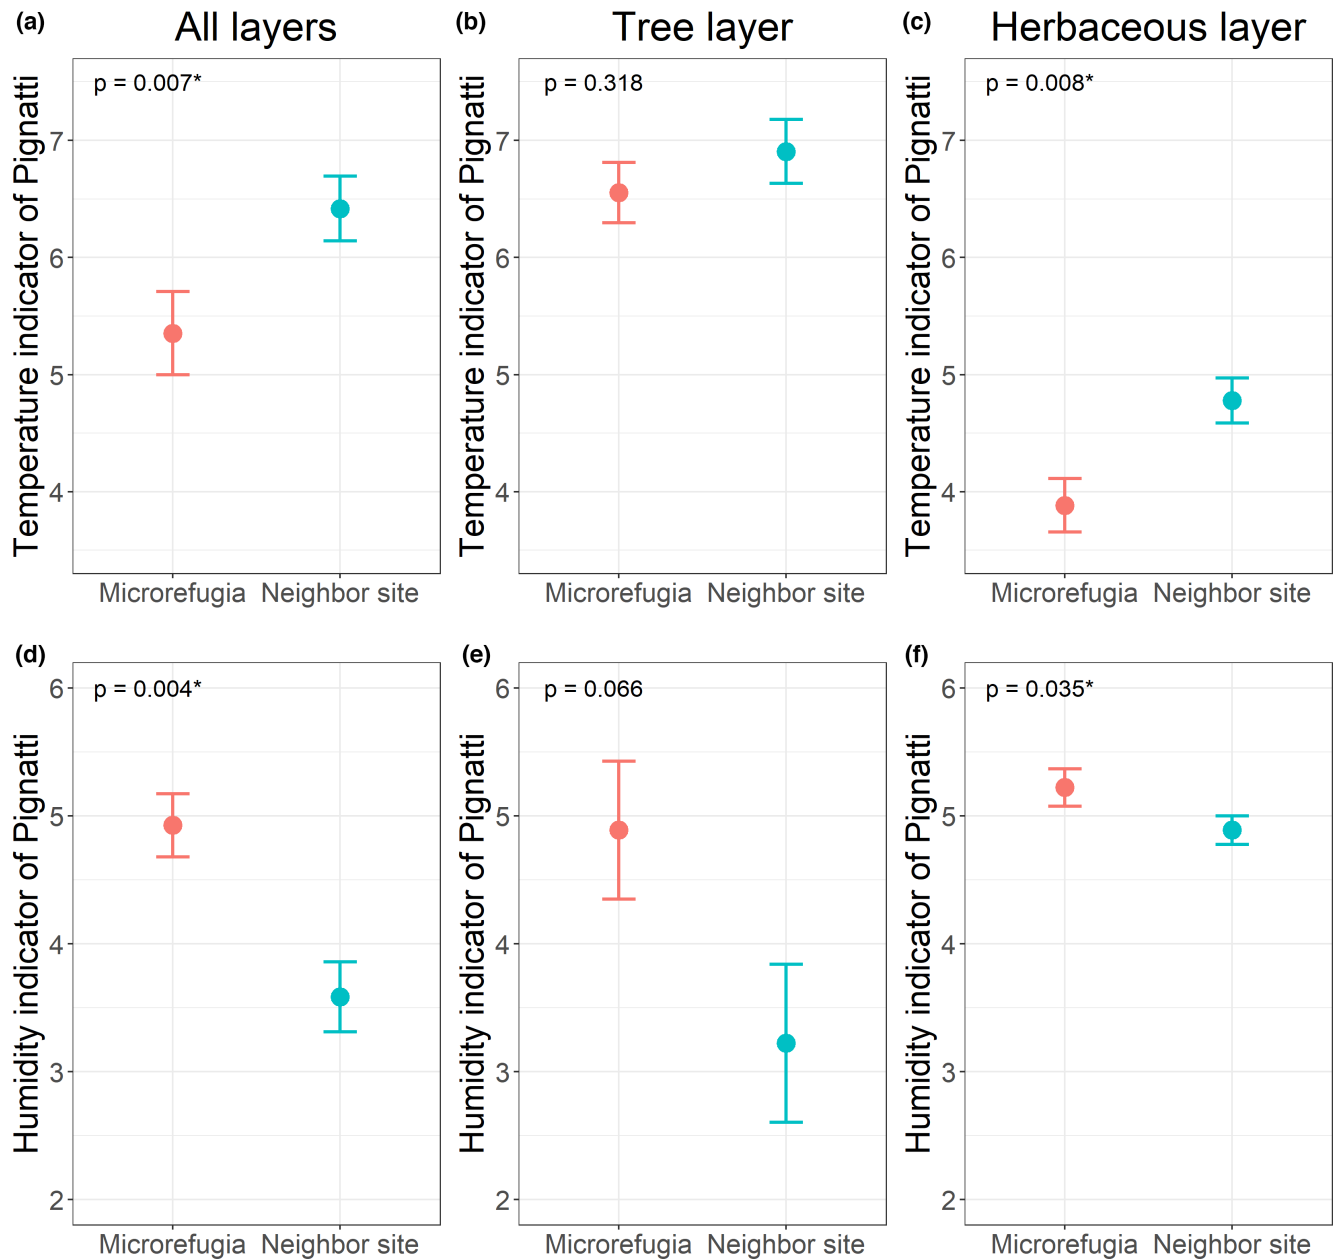 (a) All layers
(b) Tree layer
(c) Herbaceous layer
p = 0.007*
p = 0.318
p = 0.008*
Temperature indicator of Pignatti
7
6
5
4
Microrefugia Neighbor site
Temperature indicator of Pignatti
7
6
5
4
Microrefugia Neighbor site
Temperature indicator of Pignatti
7
6
5
4
Microrefugia Neighbor site
(d)
(e)
(f)
p = 0.004*
p = 0.066
p = 0.035*
Humidity indicator of Pignatti
6
5
4
3
2
Microrefugia Neighbor site
Humidity indicator of Pignatti
6
5
4
3
2
Microrefugia Neighbor site
Humidity indicator of Pignatti
6
5
4
3
2
Microrefugia Neighbor site